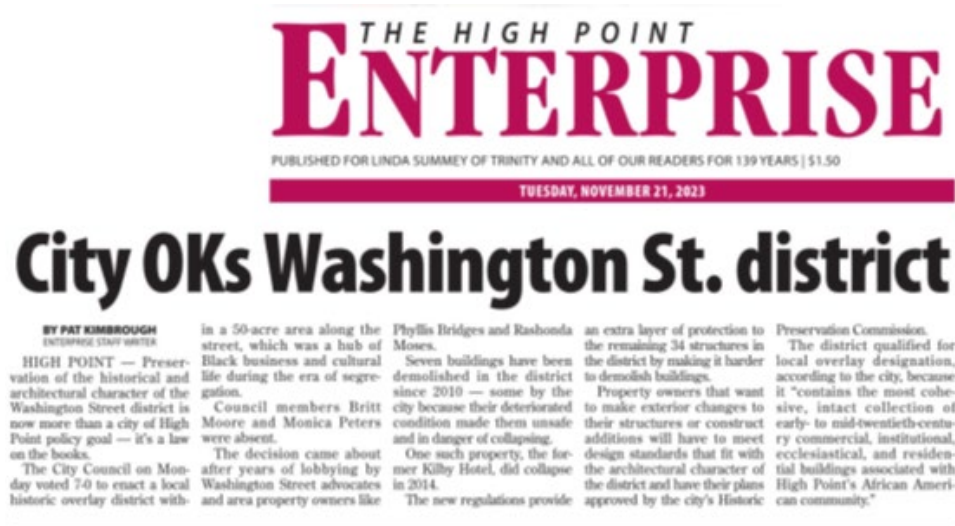 THE HIGH POINT
ENTERPRISE
PUBLISHED FOR LINDA SUMMEY OF TRINITY AND ALL OF OUR READERS FOR 139 YEARS | $1.50
TUESDAY, NOVEMBER 21, 2023
City OKs Washington St. district
BY PAT KIMBROUGH
ENTERPRISE STAFF WRITER
HIGH POINT — Preser-
vation of the historical and
architectural character of the
Washington Street district is
now more than a city of High
Point policy goal — it's a law
on the books.
The City Council on Mon-
day voted 7-0 to enact a local
historic overlay district with-
in a 50-acre area along the
street, which was a hub of
Black business and cultural
life during the era of segre-
gation.
Council members Britt
Moore and Monica Peters
were absent.
The decision came about
after years of lobbying by
Washington Street advocates
and area property owners like
Phyllis Bridges and Rashonda
Moses.
Seven buildings have been
demolished in the district
since 2010 — some by the
city because their deteriorated
condition made them unsafe
and in danger of collapsing.
One such property, the for-
mer Kilby Hotel, did collapse
in 2014.
The new regulations provide
an extra layer of protection to
the remaining 34 structures in
the district by making it harder
to demolish buildings.
Property owners that want
to make exterior changes to
their structures or construct
additions will have to meet
design standards that fit with
the architectural character of
the district and have their plans
approved by the city's Historic
Preservation Commission.
The district qualified for
local overlay designation,
according to the city, because
it "contains the most cohe-
sive, intact collection of
early- to mid-twentieth-centu-
ry commercial, institutional,
ecclesiastical, and residen-
tial buildings associated with
High Point's African Ameri-
can community."